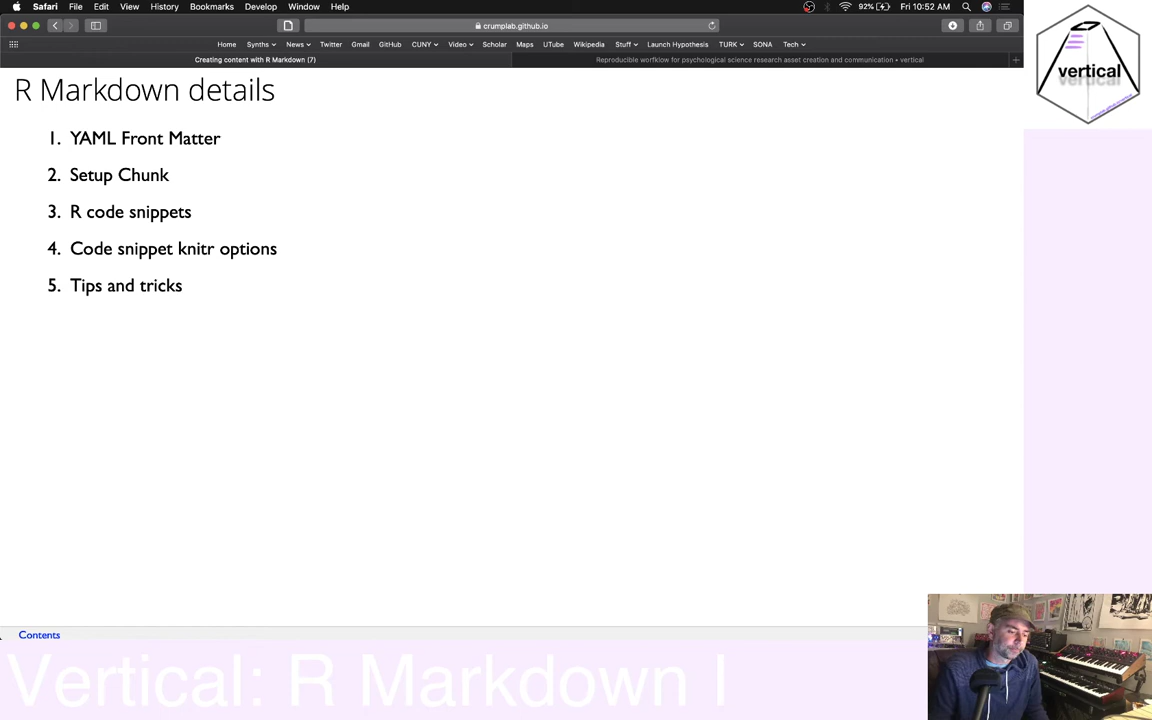 Safari File Edit View History Bookmarks Develop Window Help 92% Fri 10:52 AM
crumplab.github.io
Home Synths News Twitter Gmail GitHub CUNY Video Scholar Maps UTube Wikipedia Stuff Launch Hypothesis TURK SONA Tech
Creating content with R Markdown (7) Reproducible worfklow for psychological science research asset creation and communication • vertical
vertical
R Markdown details
1. YAML Front Matter
2. Setup Chunk
3. R code snippets
4. Code snippet knitr options
5. Tips and tricks
Contents
Vertical: R Markdown I